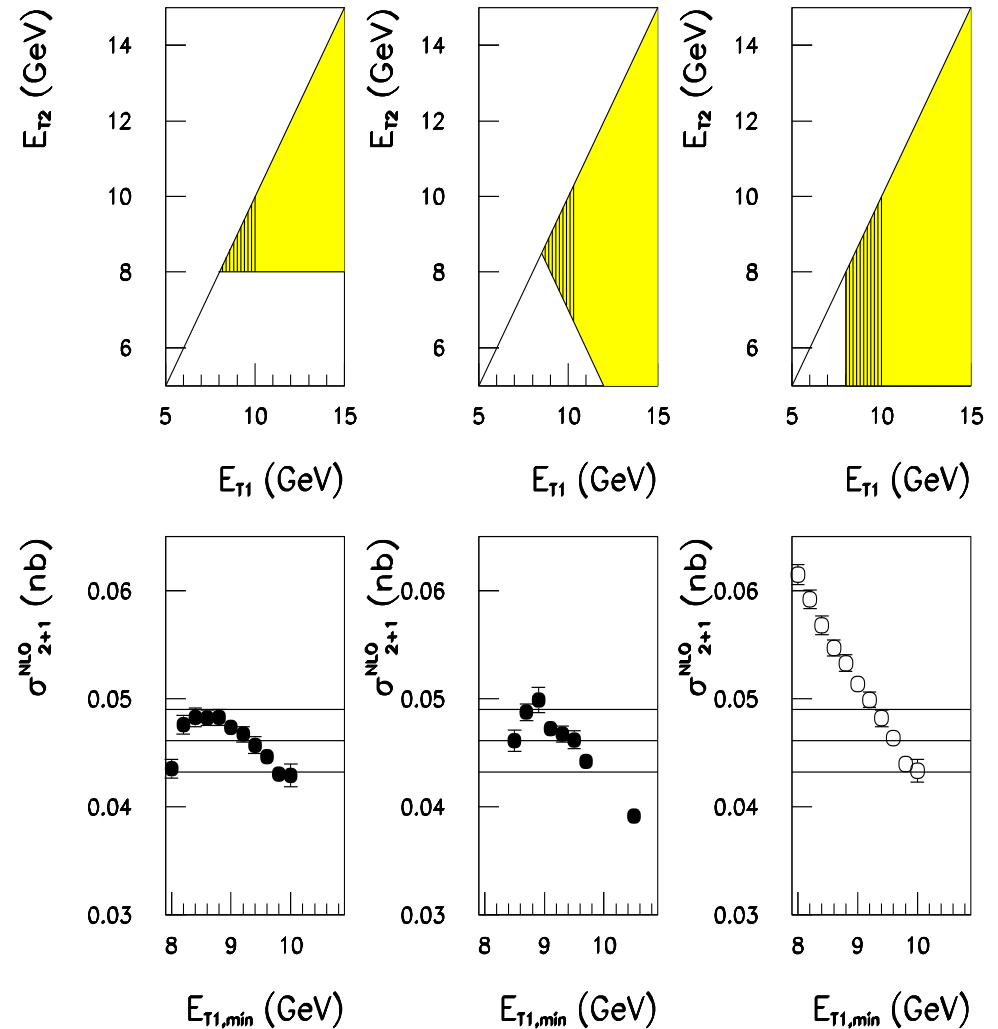 E_T2 (GeV) E_T2 (GeV) E_T2 (GeV)
14 14 14
12 12 12
10 10 10
8 8 8
6 6 6
5 10 15 5 10 15 5 10 15
E_T1 (GeV) E_T1 (GeV) E_T1 (GeV)
σ^NLO_2+1 (nb) σ^NLO_2+1 (nb) σ^NLO_2+1 (nb)
0.06 0.06 0.06
0.05 0.05 0.05
0.04 0.04 0.04
0.03 0.03 0.03
8 9 10 8 9 10 8 9 10
E_T1,min (GeV) E_T1,min (GeV) E_T1,min (GeV)